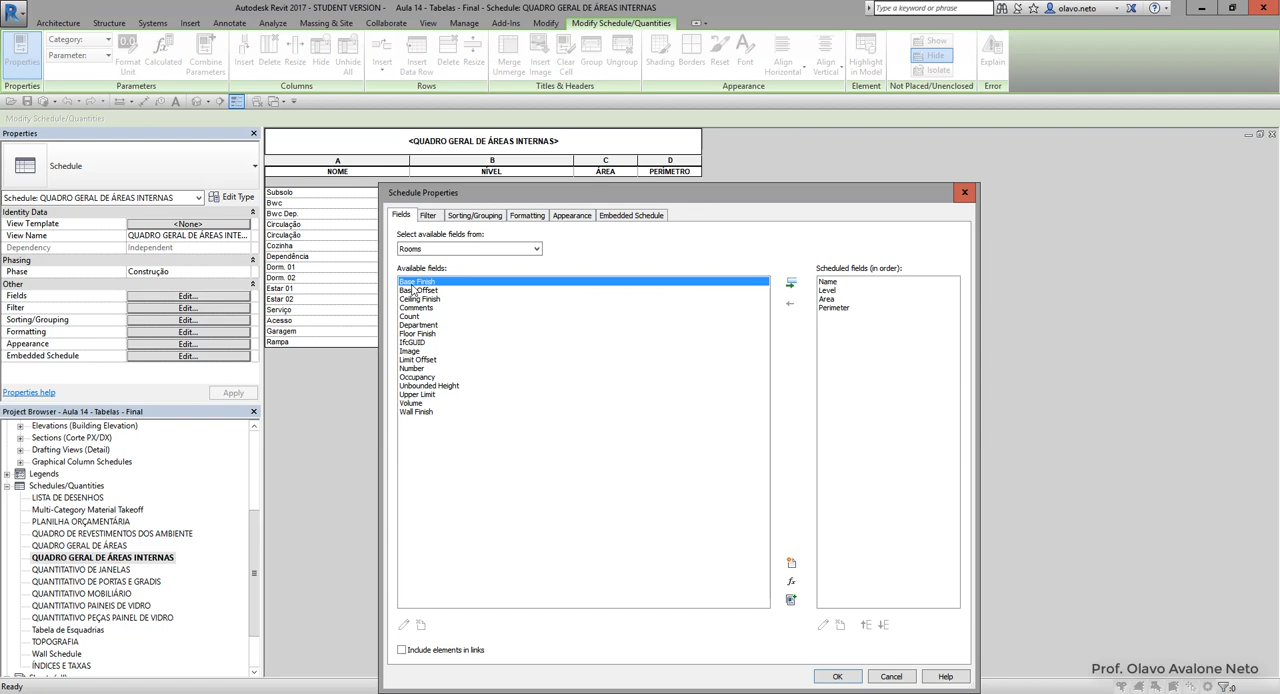 Autodesk Revit 2017 - STUDENT VERSION - Aula 14 - Tabelas - Final - Schedule: QUADRO GERAL DE ÁREAS INTERNAS
Type a keyword or phrase
olavo.neto
Architecture Structure Systems Insert Annotate Analyze Massing & Site Collaborate View Manage Add-Ins Modify Modify Schedule/Quantities
Properties
Category:
Parameter:
Format Unit
Calculated
Combine Parameters
Insert Delete Resize Hide Unhide All
Insert
Insert Data Row
Delete Resize
Merge Unmerge
Insert Image
Clear Cell
Group Ungroup
Shading Borders Reset Font
Align Horizontal
Align Vertical
Highlight in Model
Show
Hide
Isolate
Explain
Properties Parameters Columns Rows Titles & Headers Appearance Element Not Placed/Unenclosed Error
Modify Schedule/Quantities
Properties
Schedule
Schedule: QUADRO GERAL DE ÁREAS INTERNAS
Edit Type
Identity Data
View Template <None>
View Name QUADRO GERAL DE ÁREAS INTE...
Dependency Independent
Phasing
Phase Construção
Other
Fields Edit...
Filter Edit...
Sorting/Grouping Edit...
Formatting Edit...
Appearance Edit...
Embedded Schedule Edit...
Properties help
Apply
Project Browser - Aula 14 - Tabelas - Final
Elevations (Building Elevation)
Sections (Corte PX/DX)
Drafting Views (Detail)
Graphical Column Schedules
Legends
Schedules/Quantities
LISTA DE DESENHOS
Multi-Category Material Takeoff
PLANILHA ORÇAMENTÁRIA
QUADRO DE REVESTIMENTOS DOS AMBIENTE
QUADRO GERAL DE ÁREAS
QUADRO GERAL DE ÁREAS INTERNAS
QUANTITATIVO DE JANELAS
QUANTITATIVO DE PORTAS E GRADIS
QUANTITATIVO MOBILIÁRIO
QUANTITATIVO PAINEIS DE VIDRO
QUANTITATIVO PEÇAS PAINEL DE VIDRO
Tabela de Esquadrias
TOPOGRAFIA
Wall Schedule
ÍNDICES E TAXAS
Ready
<QUADRO GERAL DE ÁREAS INTERNAS>
A B C D
NOME NÍVEL ÁREA PERÍMETRO
Subsolo
Bwc
Bwc Dep.
Circulação
Circulação
Cozinha
Dependência
Dorm. 01
Dorm. 02
Estar 01
Estar 02
Serviço
Acesso
Garagem
Rampa
Schedule Properties
Fields Filter Sorting/Grouping Formatting Appearance Embedded Schedule
Select available fields from:
Rooms
Available fields:
Base Finish
Base Offset
Ceiling Finish
Comments
Count
Department
Floor Finish
IfcGUID
Image
Limit Offset
Number
Occupancy
Unbounded Height
Upper Limit
Volume
Wall Finish
Scheduled fields (in order):
Name
Level
Area
Perimeter
fx
Include elements in links
OK Cancel Help
Prof. Olavo Avalone Neto
:0